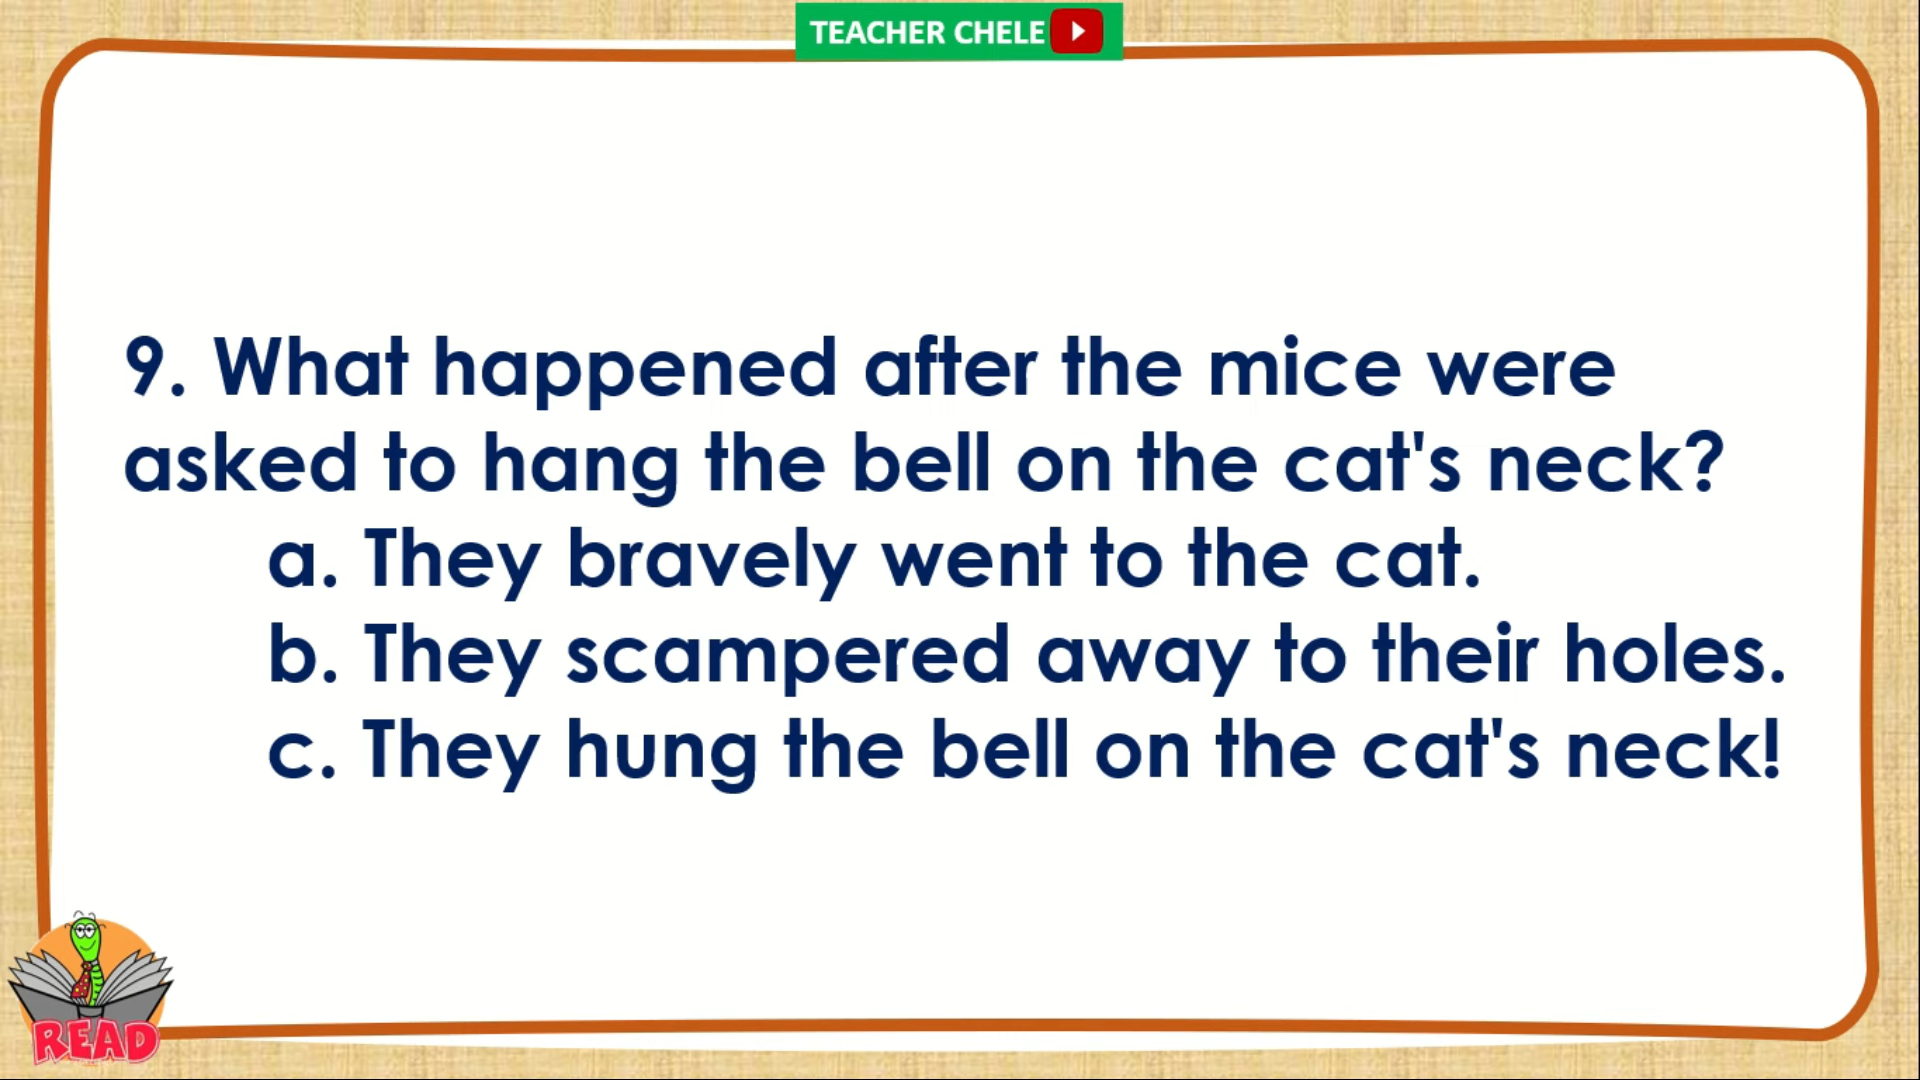 TEACHER CHELE
9. What happened after the mice were
asked to hang the bell on the cat's neck?
a. They bravely went to the cat.
b. They scampered away to their holes.
c. They hung the bell on the cat's neck!
READ